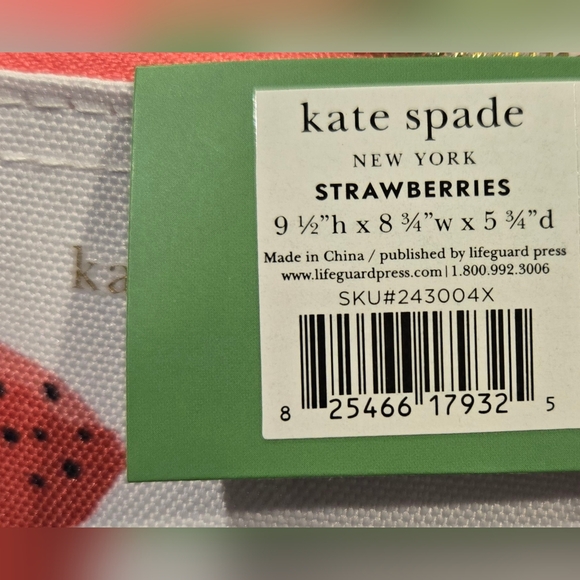 kate spade
NEW YORK
STRAWBERRIES
9 ½"h x 8 ¾"w x 5 ¾"d
Made in China / published by lifeguard press
www.lifeguardpress.com | 1.800.992.3006
SKU#243004X
8 25466 17932 5
ka